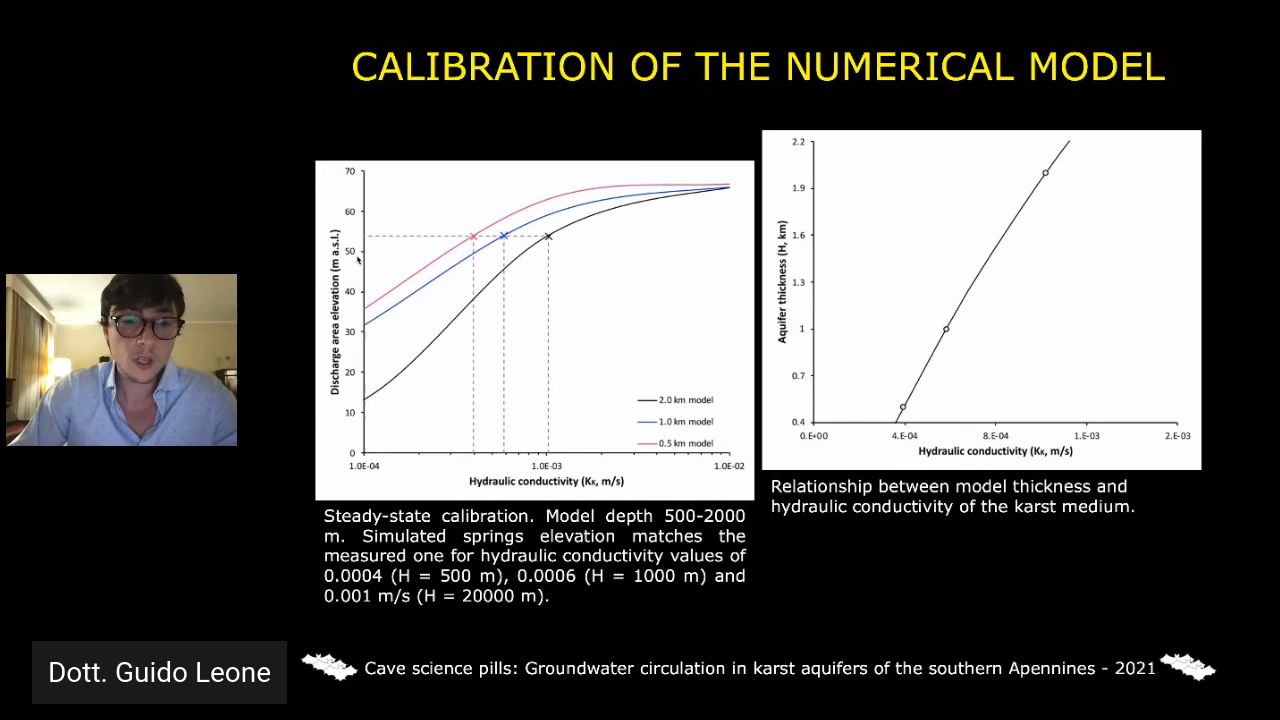 CALIBRATION OF THE NUMERICAL MODEL
70
60
50
40
30
20
10
0
Discharge area elevation (m a.s.l.)
2.0 km model
1.0 km model
0.5 km model
1.0E-04 1.0E-03 1.0E-02
Hydraulic conductivity (Kк, m/s)
2.2
1.9
1.6
1.3
1
0.7
0.4
Aquifer thickness (H, km)
0.E+00 4.E-04 8.E-04 1.E-03 2.E-03
Hydraulic conductivity (Kк, m/s)
Steady-state calibration. Model depth 500-2000
m. Simulated springs elevation matches the
measured one for hydraulic conductivity values of
0.0004 (H = 500 m), 0.0006 (H = 1000 m) and
0.001 m/s (H = 20000 m).
Relationship between model thickness and
hydraulic conductivity of the karst medium.
Dott. Guido Leone
Cave science pills: Groundwater circulation in karst aquifers of the southern Apennines - 2021